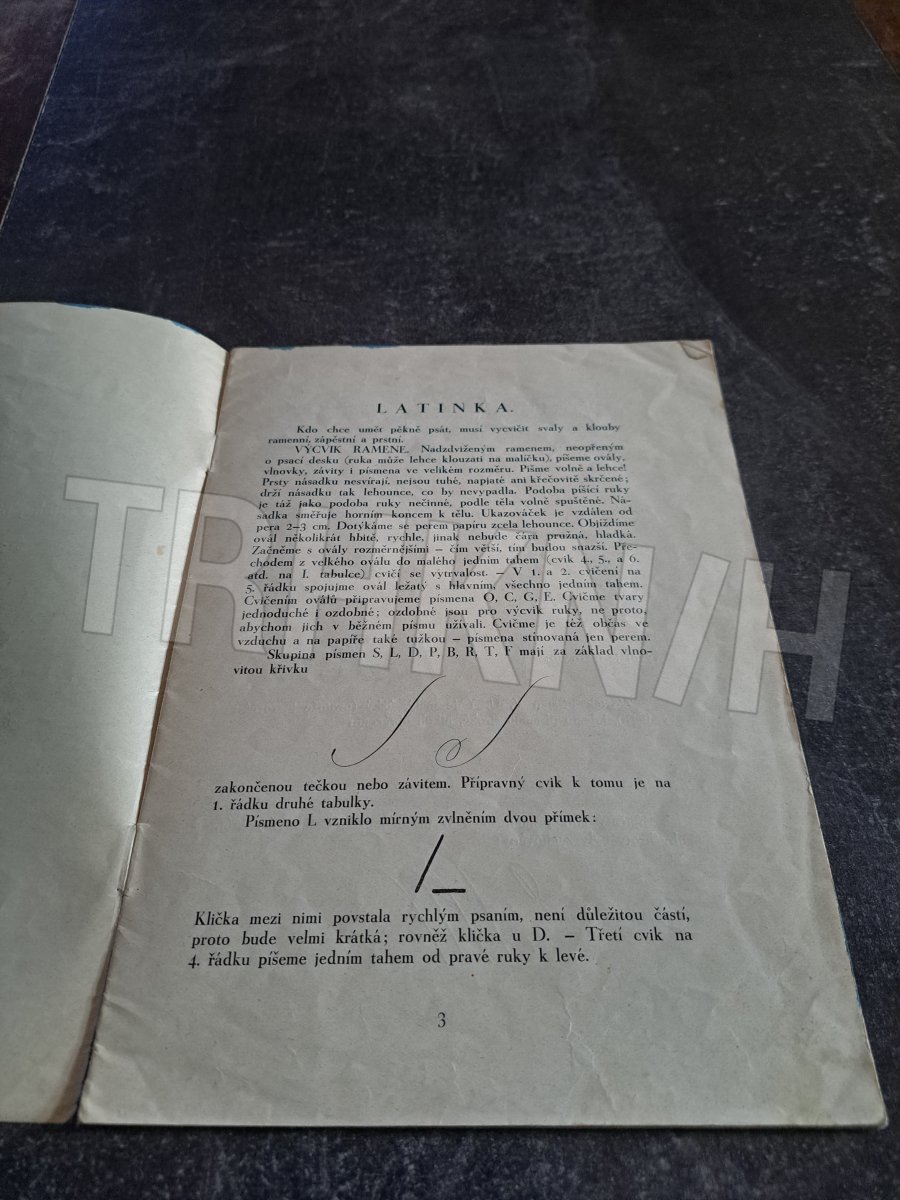 LATINKA.
Kdo chce umět pěkně psát, musí vycvičit svaly a klouby
ramenní, zápěstní a prstní.
VÝCVIK RAMENE. Nadzdviženým ramenem, neopřeným
o psací desku (ruka může lehce klouzati na malíčku), píšeme ovály,
vlnovky, závity i písmena ve velikém rozměru. Pišme volně a lehce!
Prsty násadku nesvírají, nejsou tuhé, napjaté ani křečovitě skrčené;
drží násadku tak lehounce, co by nevypadla. Podoba píšící ruky
je táž jako podoba ruky nečinné, podle těla volně spuštěné. Ná-
sadka směřuje horním koncem k tělu. Ukazováček je vzdálen od
pera 2–3 cm. Dotýkáme se perem papíru zcela lehounce. Objíždíme
ovál několikrát hbitě, rychle, jinak nebude čára pružná, hladká.
Začněme s ovály rozměrnějšími – čím větší, tím budou snazší. Pře-
chodem z velkého oválu do malého jedním tahem (cvik 4., 5., a 6.
atd. na I. tabulce) cvičí se vytrvalost. – V 1. a 2. cvičení na
5. řádku spojujme ovál ležatý s hlavním, všechno jedním tahem.
Cvičením oválů připravujeme písmena O, C, G, E. Cvičme tvary
jednoduché i ozdobné; ozdobné jsou pro výcvik ruky, ne proto,
abychom jich v běžném písmu užívali. Cvičme je též občas ve
vzduchu a na papíře také tužkou – písmena stínovaná jen perem.
Skupina písmen S, L, D, P, B, R, T, F mají za základ vlno-
vitou křivku
zakončenou tečkou nebo závitem. Přípravný cvik k tomu je na
1. řádku druhé tabulky.
Písmeno L vzniklo mírným zvlněním dvou přímek:
Klička mezi nimi povstala rychlým psaním, není důležitou částí,
proto bude velmi krátká; rovněž klička u D. – Třetí cvik na
4. řádku píšeme jedním tahem od pravé ruky k levé.
3
TRHKNIH